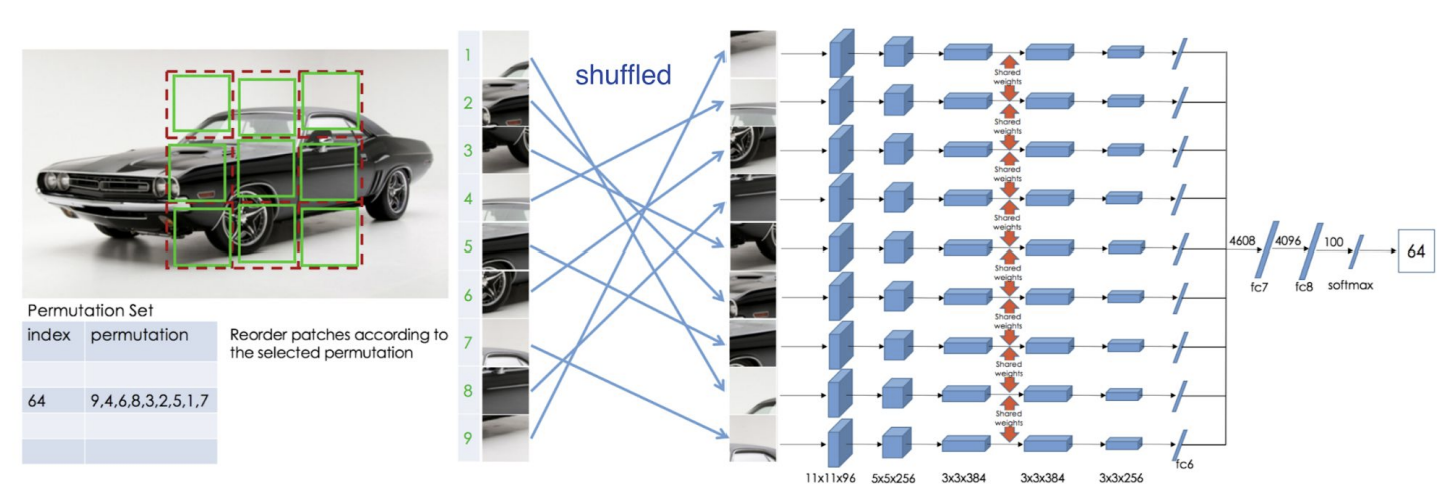 Permutation Set
index permutation
64 9,4,6,8,3,2,5,1,7
Reorder patches according to
the selected permutation
1
2
3
4
5
6
7
8
9
shuffled
Shared
weights
Shared
weights
Shared
weights
Shared
weights
Shared
weights
Shared
weights
Shared
weights
Shared
weights
11x11x96 5x5x256 3x3x384 3x3x384 3x3x256
fc6
4608
fc7
4096
fc8
100
softmax
64